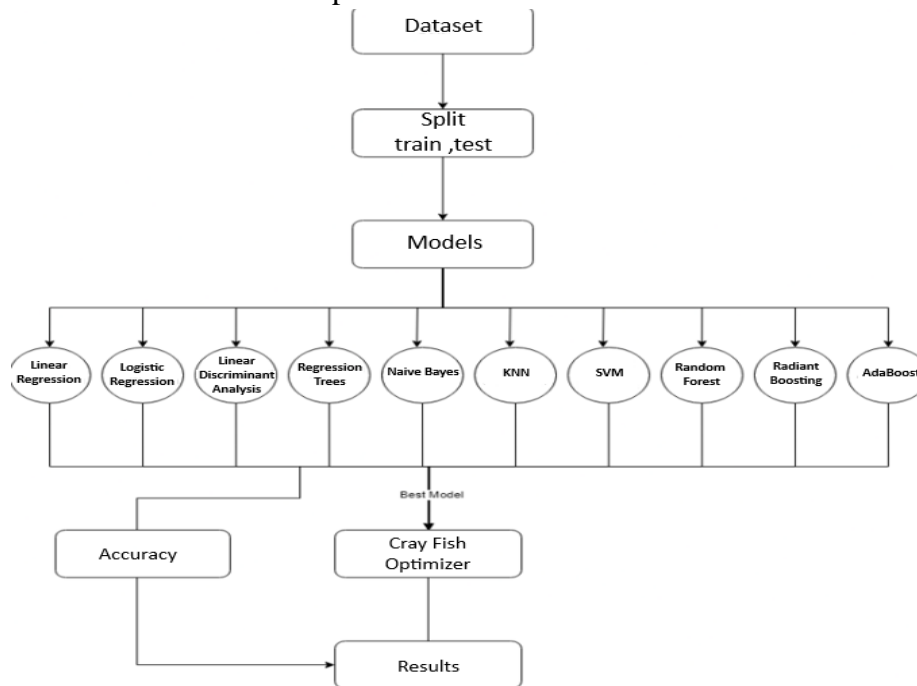 Dataset
Split
train ,test
Models
Linear
Regression
Logistic
Regression
Linear
Discriminant
Analysis
Regression
Trees
Naive Bayes
KNN
SVM
Random
Forest
Radiant
Boosting
AdaBoost
Best Model
Accuracy
Cray Fish
Optimizer
Results